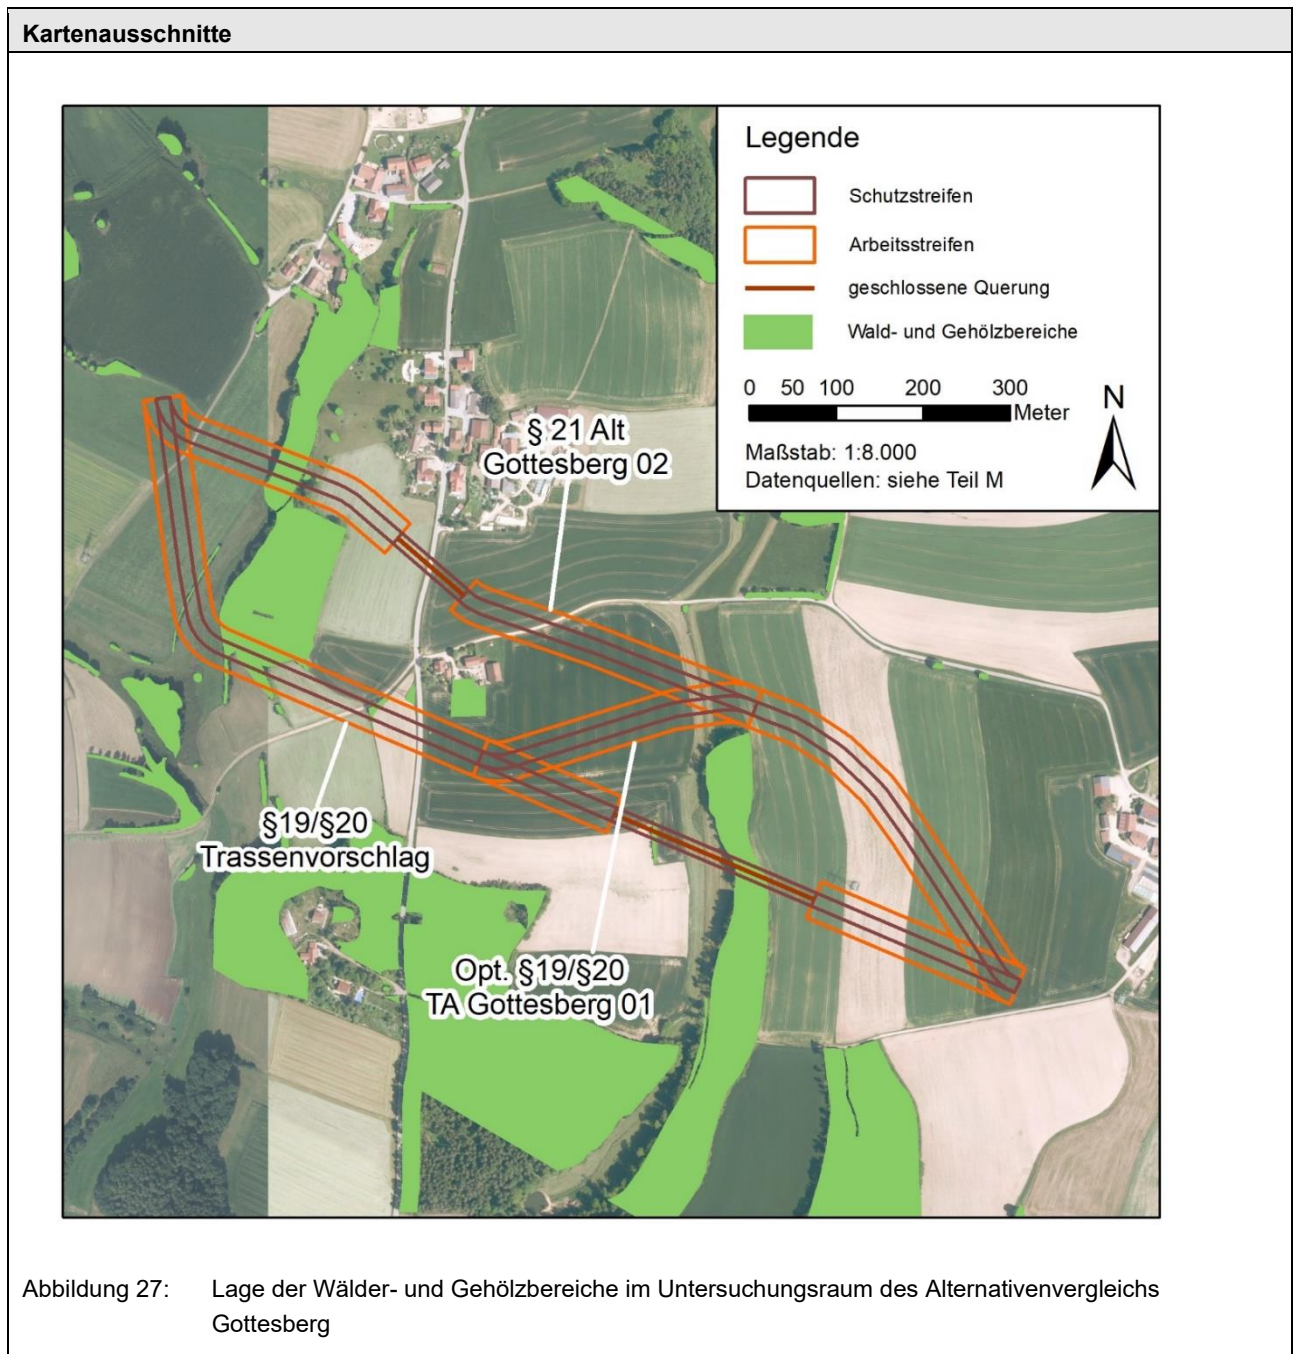 Kartenausschnitte
Legende
Schutzstreifen
Arbeitsstreifen
geschlossene Querung
Wald- und Gehölzbereiche
0 50 100 200 300
Meter
N
Maßstab: 1:8.000
Datenquellen: siehe Teil M
§ 21 Alt
Gottesberg 02
§19/§20
Trassenvorschlag
Opt. §19/§20
TA Gottesberg 01
Abbildung 27: Lage der Wälder- und Gehölzbereiche im Untersuchungsraum des Alternativenvergleichs
Gottesberg